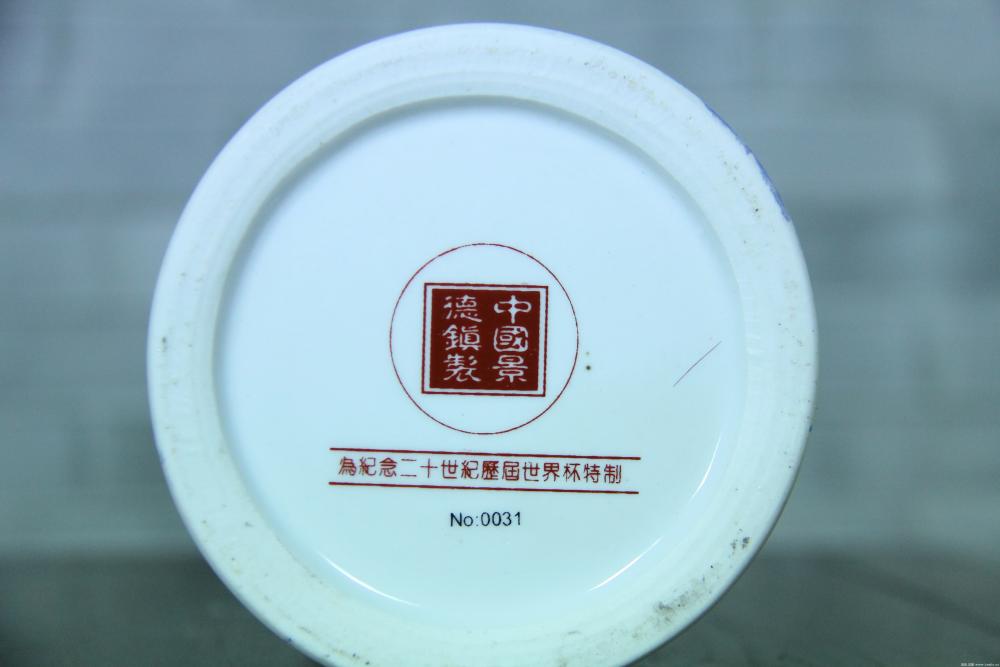 中國景
德鎮製
為紀念二十世紀歷屆世界杯特制
No:0031